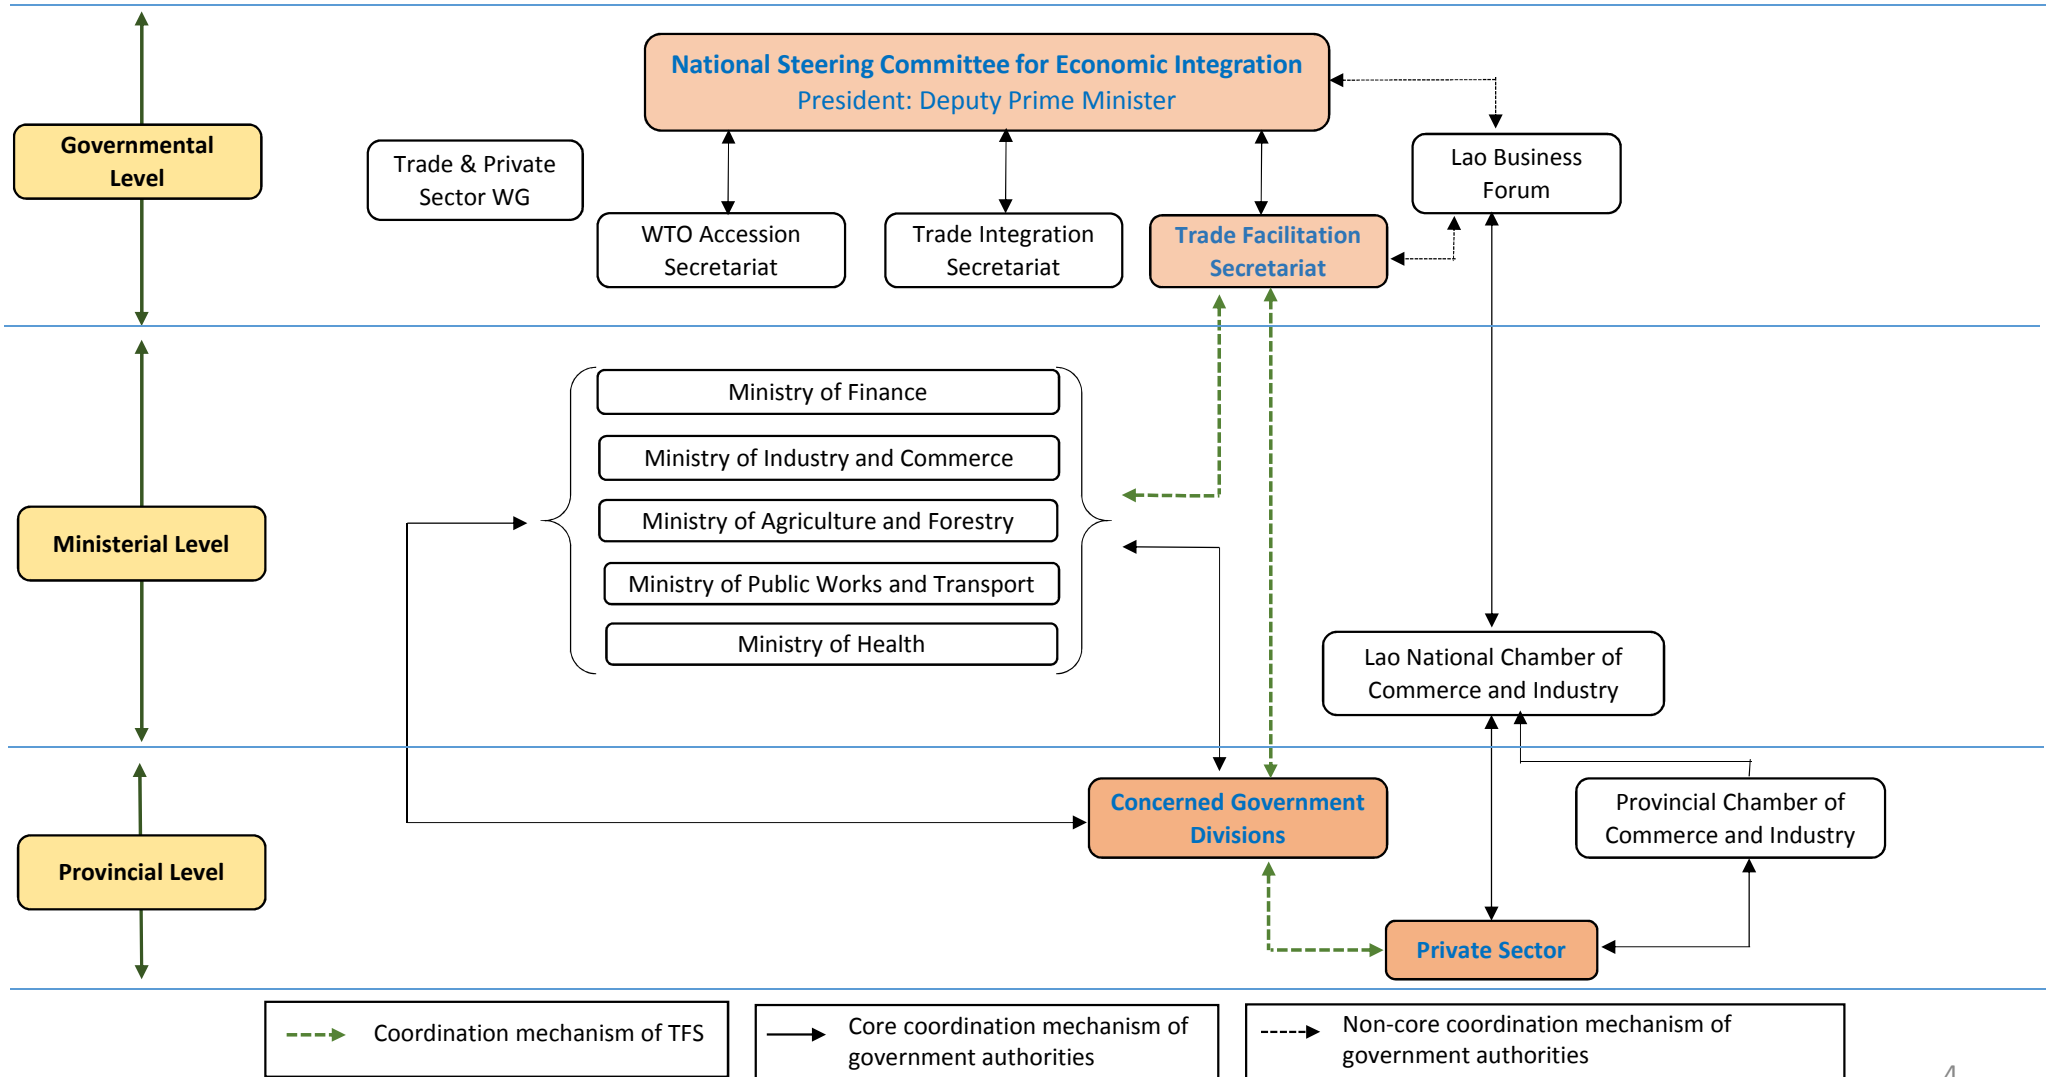 National Steering Committee for Economic Integration
President: Deputy Prime Minister
Governmental
Level
Trade & Private
Sector WG
Lao Business
Forum
WTO Accession
Secretariat
Trade Integration
Secretariat
Trade Facilitation
Secretariat
Ministerial Level
Ministry of Finance
Ministry of Industry and Commerce
Ministry of Agriculture and Forestry
Ministry of Public Works and Transport
Ministry of Health
Lao National Chamber of
Commerce and Industry
Provincial Level
Concerned Government
Divisions
Provincial Chamber of
Commerce and Industry
Private Sector
Coordination mechanism of TFS
Core coordination mechanism of
government authorities
Non-core coordination mechanism of
government authorities
4